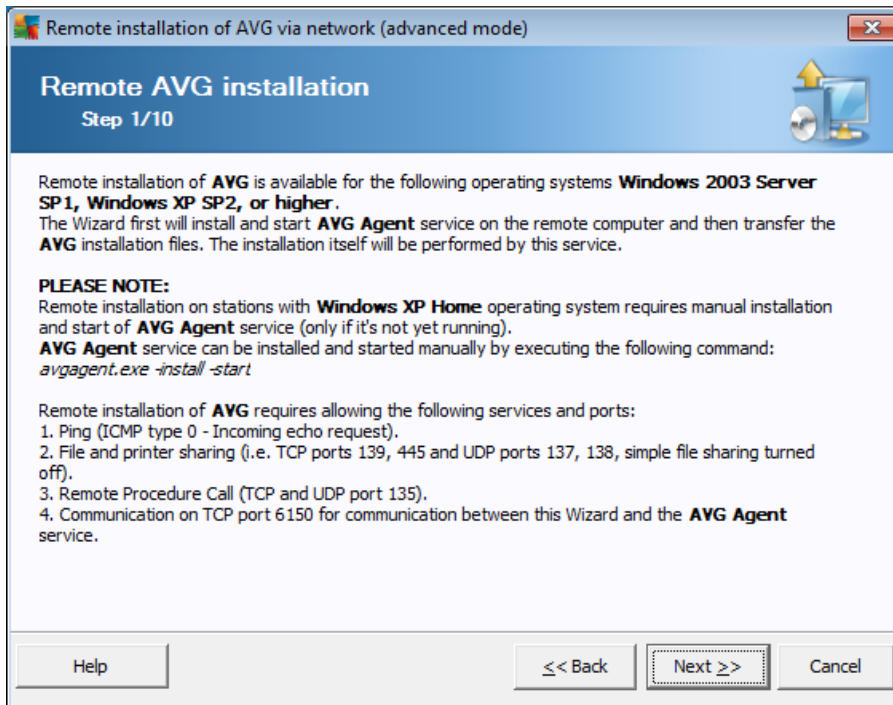 Remote installation of AVG via network (advanced mode)
Remote AVG installation
Step 1/10
Remote installation of AVG is available for the following operating systems Windows 2003 Server
SP1, Windows XP SP2, or higher.
The Wizard first will install and start AVG Agent service on the remote computer and then transfer the
AVG installation files. The installation itself will be performed by this service.
PLEASE NOTE:
Remote installation on stations with Windows XP Home operating system requires manual installation
and start of AVG Agent service (only if it's not yet running).
AVG Agent service can be installed and started manually by executing the following command:
avgagent.exe -install -start
Remote installation of AVG requires allowing the following services and ports:
1. Ping (ICMP type 0 - Incoming echo request).
2. File and printer sharing (i.e. TCP ports 139, 445 and UDP ports 137, 138, simple file sharing turned
off).
3. Remote Procedure Call (TCP and UDP port 135).
4. Communication on TCP port 6150 for communication between this Wizard and the AVG Agent
service.
Help
<< Back
Next >>
Cancel